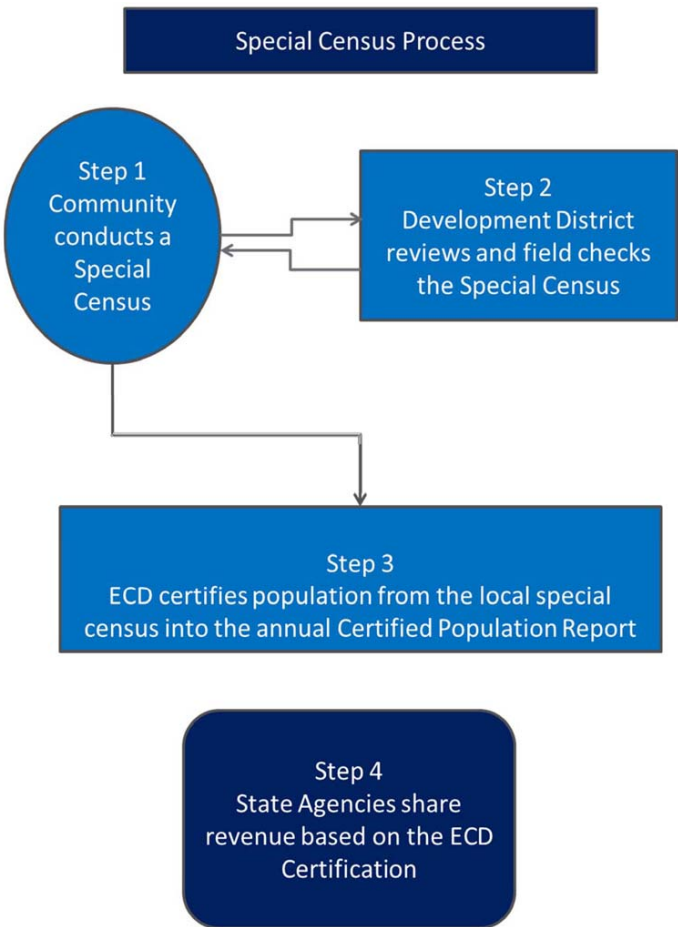 Special Census Process
Step 1
Community
conducts a
Special
Census
Step 2
Development District
reviews and field checks
the Special Census
Step 3
ECD certifies population from the local special
census into the annual Certified Population Report
Step 4
State Agencies share
revenue based on the ECD
Certification